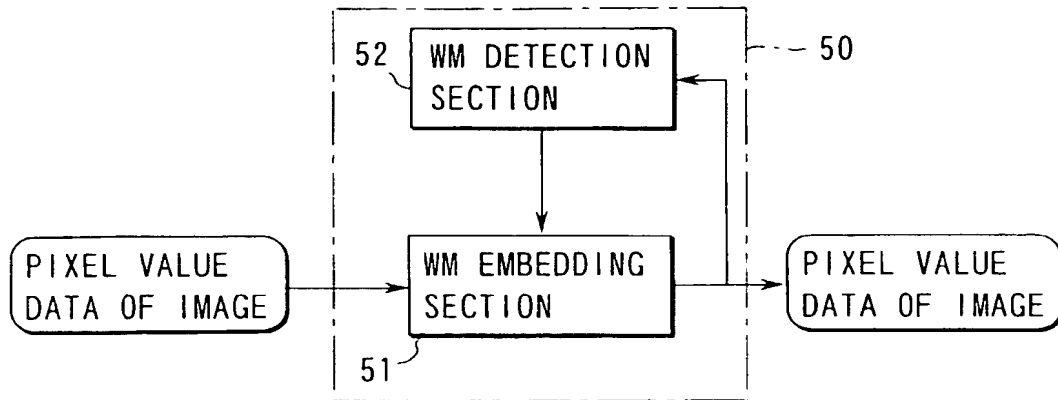 52
WM DETECTION
SECTION
50
PIXEL VALUE
DATA OF IMAGE
WM EMBEDDING
SECTION
51
PIXEL VALUE
DATA OF IMAGE